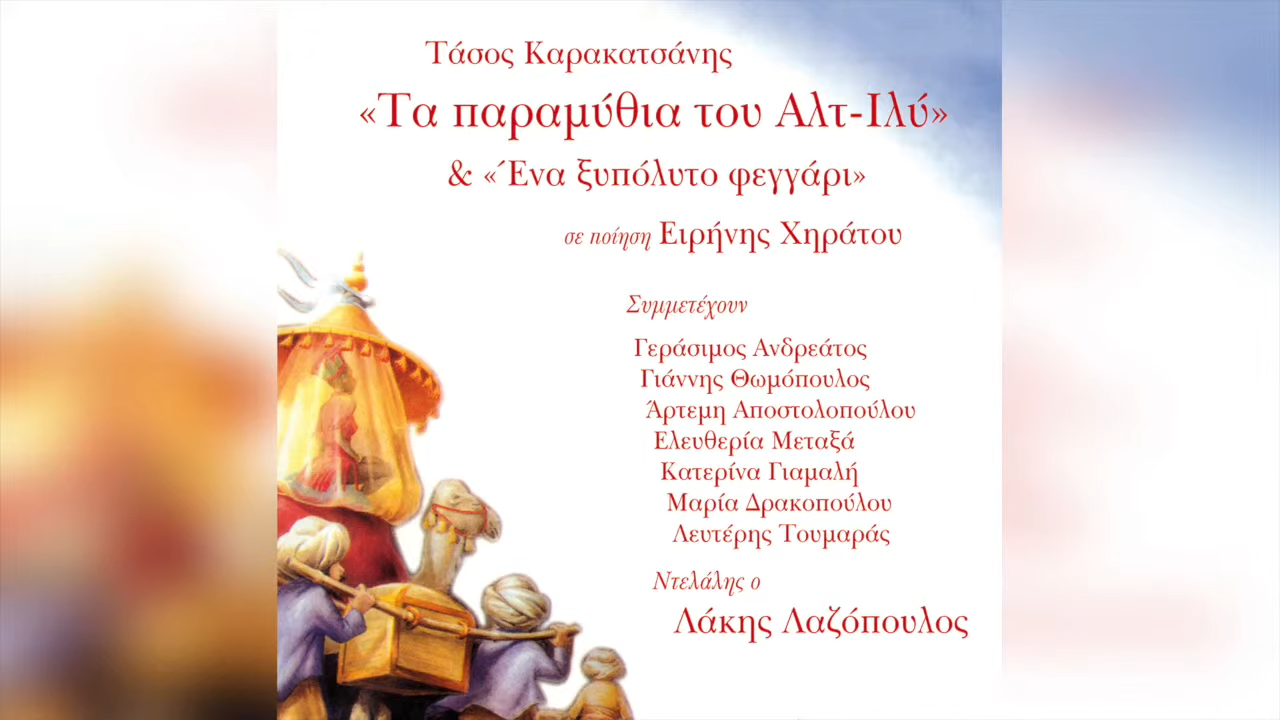 Τάσος Καρακατσάνης
«Τα παραμύθια του Αλτ-Ιλύ»
& «Ένα ξυπόλυτο φεγγάρι»
σε ποίηση Ειρήνης Χηράτου
Συμμετέχουν
Γεράσιμος Ανδρεάτος
Γιάννης Θωμόπουλος
Άρτεμη Αποστολοπούλου
Ελευθερία Μεταξά
Κατερίνα Γιαμαλή
Μαρία Δρακοπούλου
Λευτέρης Τουμαράς
Ντελάλης ο
Λάκης Λαζόπουλος